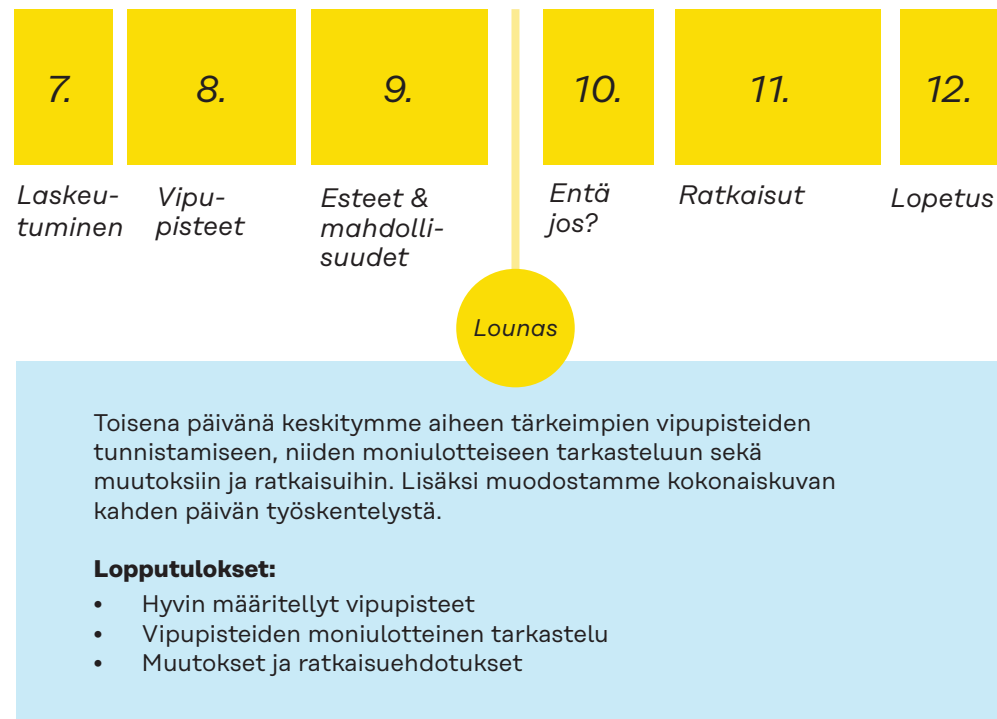 7.
8.
9.
10.
11.
12.
Laskeu-
tuminen
Vipu-
pisteet
Esteet &
mahdolli-
suudet
Entä
jos?
Ratkaisut
Lopetus
Lounas
Toisena päivänä keskitymme aiheen tärkeimpien vipupisteiden
tunnistamiseen, niiden moniulotteiseen tarkasteluun sekä
muutoksiin ja ratkaisuihin. Lisäksi muodostamme kokonaiskuvan
kahden päivän työskentelystä.
Lopputulokset:
• Hyvin määritellyt vipupisteet
• Vipupisteiden moniulotteinen tarkastelu
• Muutokset ja ratkaisuehdotukset